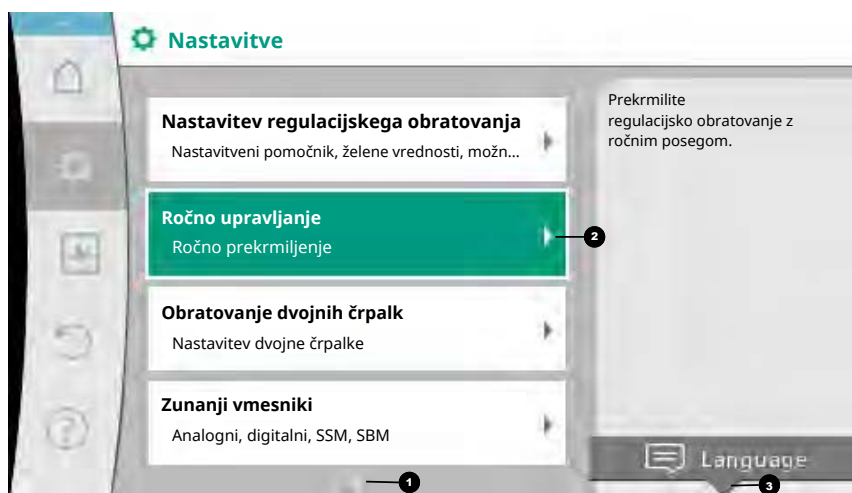 Nastavitve
Nastavitev regulacijskega obratovanja
Nastavitveni pomočnik, želene vrednosti, možn...
Ročno upravljanje
Ročno prekrmiljenje
Obratovanje dvojnih črpalk
Nastavitev dvojne črpalke
Zunanji vmesniki
Analogni, digitalni, SSM, SBM
Prekrmilite
regulacijsko obratovanje z
ročnim posegom.
2
Language
1
3